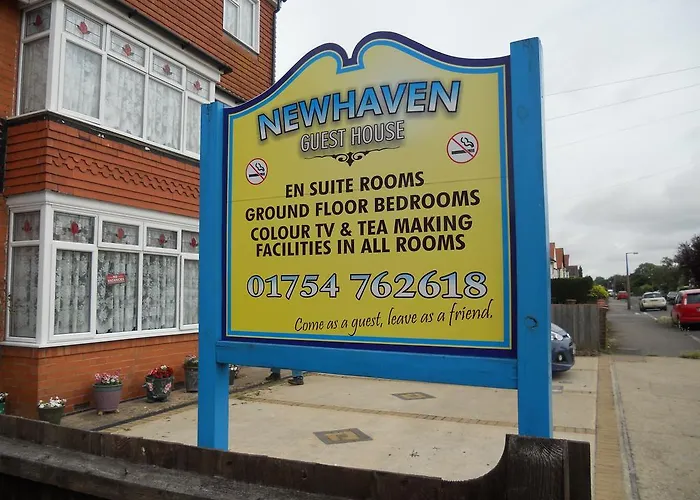 NEWHAVEN
GUEST HOUSE
EN SUITE ROOMS
GROUND FLOOR BEDROOMS
COLOUR TV & TEA MAKING
FACILITIES IN ALL ROOMS
01754 762618
Come as a guest, leave as a friend.